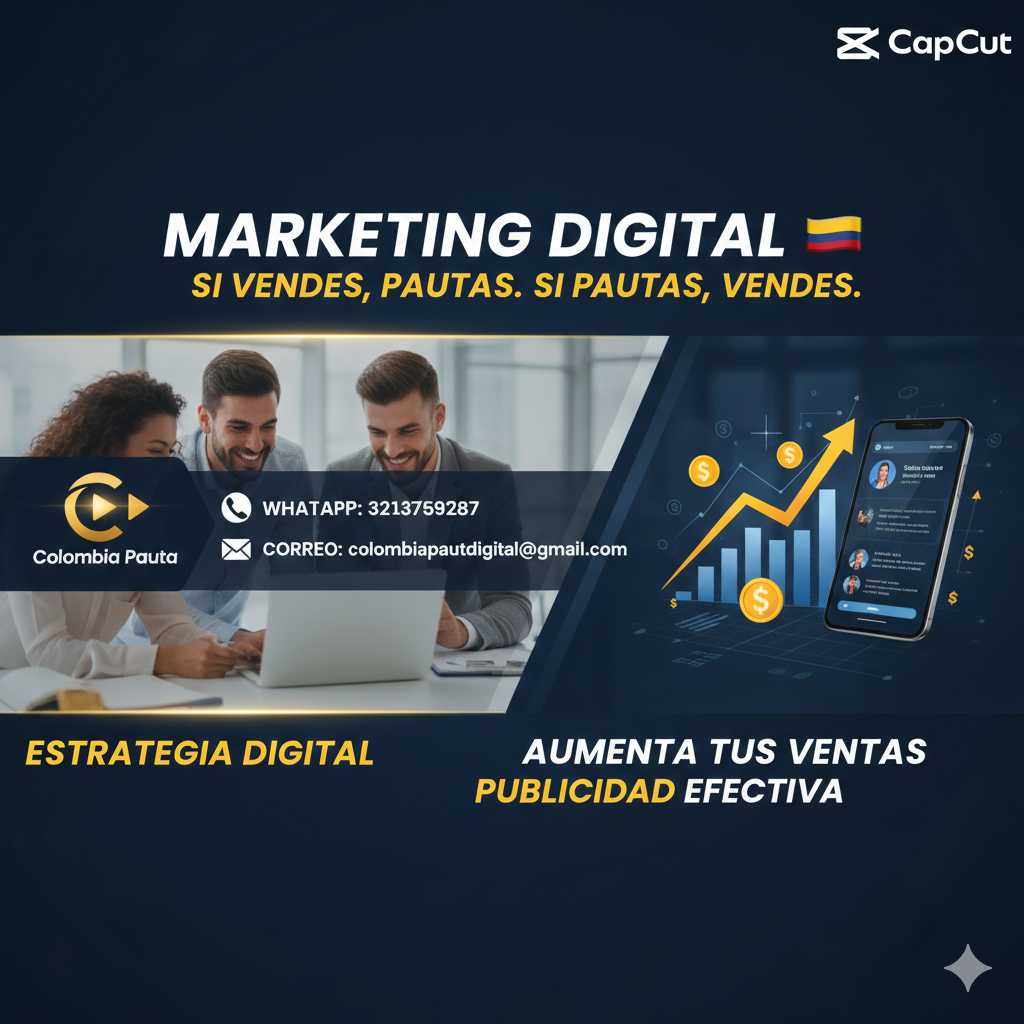 CapCut
MARKETING DIGITAL 🇨🇴
SI VENDES, PAUTAS. SI PAUTAS, VENDES.
WHATAPP: 3213759287
CORREO: colombiapautdigital@gmail.com
Colombia Pauta
ESTRATEGIA DIGITAL
AUMENTA TUS VENTAS
PUBLICIDAD EFECTIVA